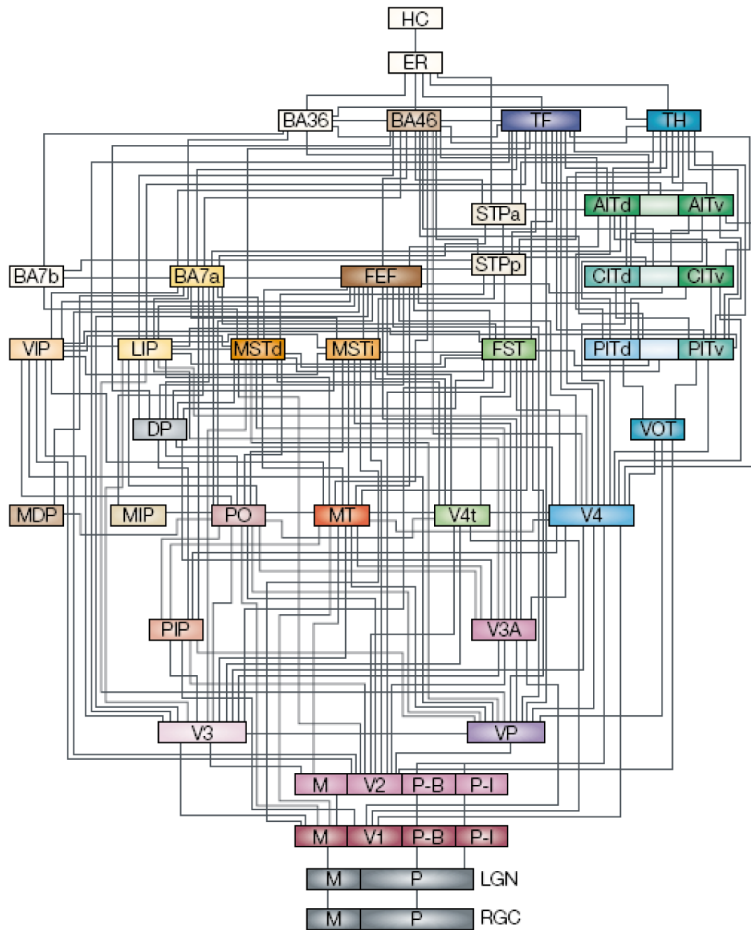 HC
ER
BA36 BA46 TF TH
STPa AITd AITv
BA7b BA7a FEF STPp CITd CITv
VIP LIP MSTd MSTi FST PITd PITv
DP VOT
MDP MIP PO MT V4t V4
PIP V3A
V3 VP
M V2 P-B P-I
M V1 P-B P-I
M P LGN
M P RGC